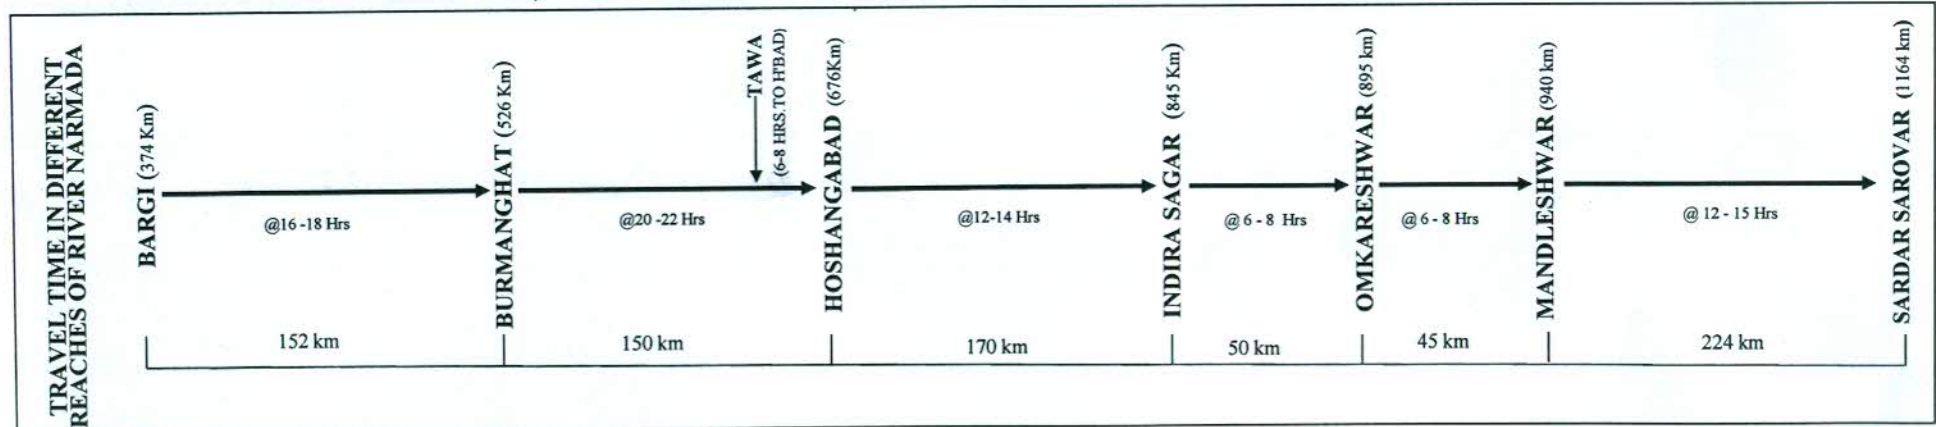 TRAVEL TIME IN DIFFERENT
REACHES OF RIVER NARMADA
BARGI (374 Km)
@16 -18 Hrs
BURMANGHAT (526 Km)
@20 -22 Hrs
TAWA
(6-8 HRS.TO H'BAD)
HOSHANGABAD (676Km)
@12-14 Hrs
INDIRA SAGAR (845 Km)
@ 6 - 8 Hrs
OMKARESHWAR (895 km)
@ 6 - 8 Hrs
MANDLESHWAR (940 km)
@ 12 - 15 Hrs
SARDAR SAROVAR (1164 km)
152 km
150 km
170 km
50 km
45 km
224 km